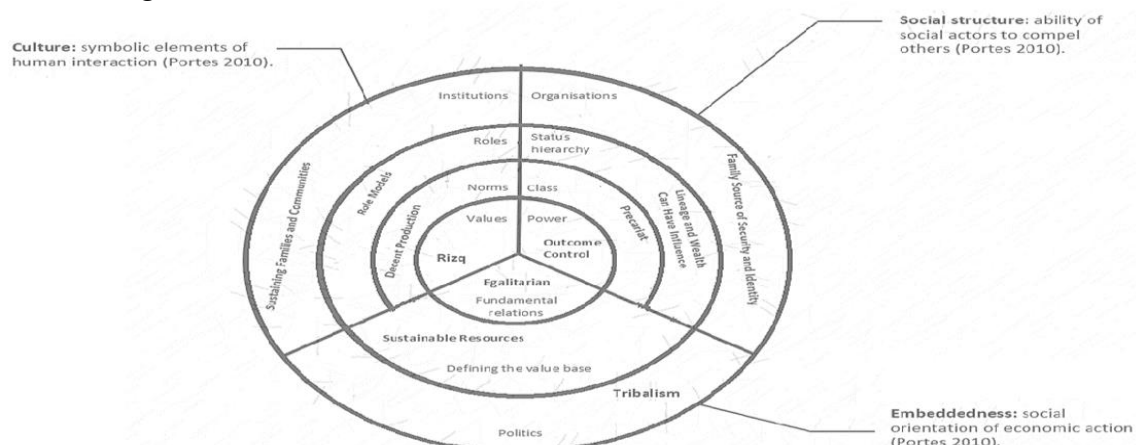 Social structure: ability of
social actors to compel
others (Portes 2010).
Culture: symbolic elements of
human interaction (Portes 2010).
Institutions
Organisations
Roles
Status
hierarchy
Norms
Class
Values
Power
Sustaining Families and Communities
Role Models
Decent Production
Rizq
Outcome
Control
Precariat
Lineage and Wealth
Can Have Influence
Family Source of Security and Identity
Egalitarian
Fundamental
relations
Sustainable Resources
Defining the value base
Tribalism
Politics
Embeddedness: social
orientation of economic action
(Portes 2010).